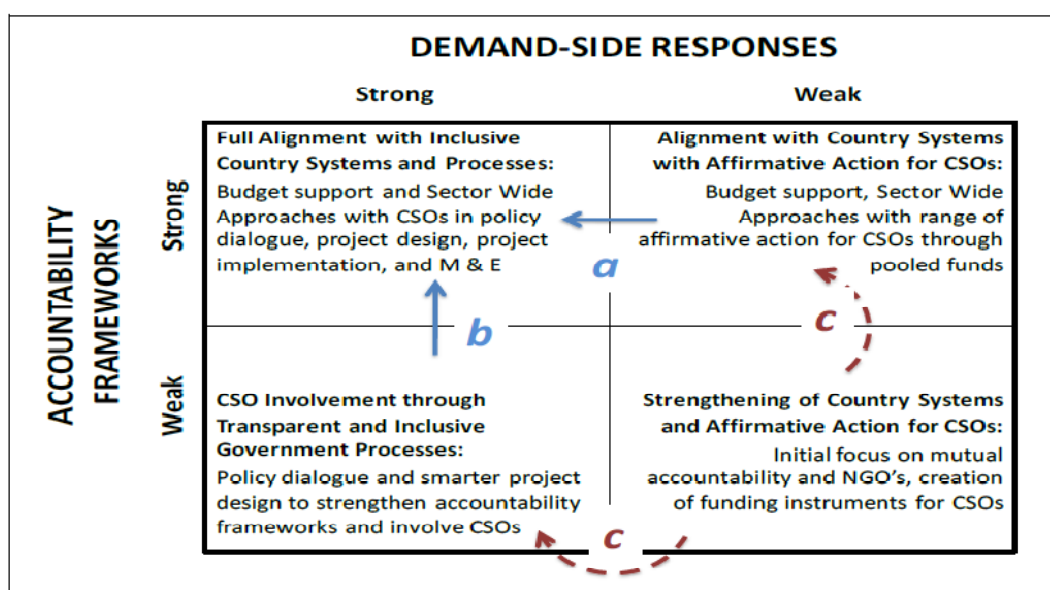 DEMAND-SIDE RESPONSES
Strong
Weak
ACCOUNTABILITY
FRAMEWORKS
Strong
Full Alignment with Inclusive
Country Systems and Processes:
Budget support and Sector Wide
Approaches with CSOs in policy
dialogue, project design, project
implementation, and M & E
Alignment with Country Systems
with Affirmative Action for CSOs:
Budget support, Sector Wide
Approaches with range of
affirmative action for CSOs through
pooled funds
a
b
c
Weak
CSO Involvement through
Transparent and Inclusive
Government Processes:
Policy dialogue and smarter project
design to strengthen accountability
frameworks and involve CSOs
Strengthening of Country Systems
and Affirmative Action for CSOs:
Initial focus on mutual
accountability and NGO's, creation
of funding instruments for CSOs
c